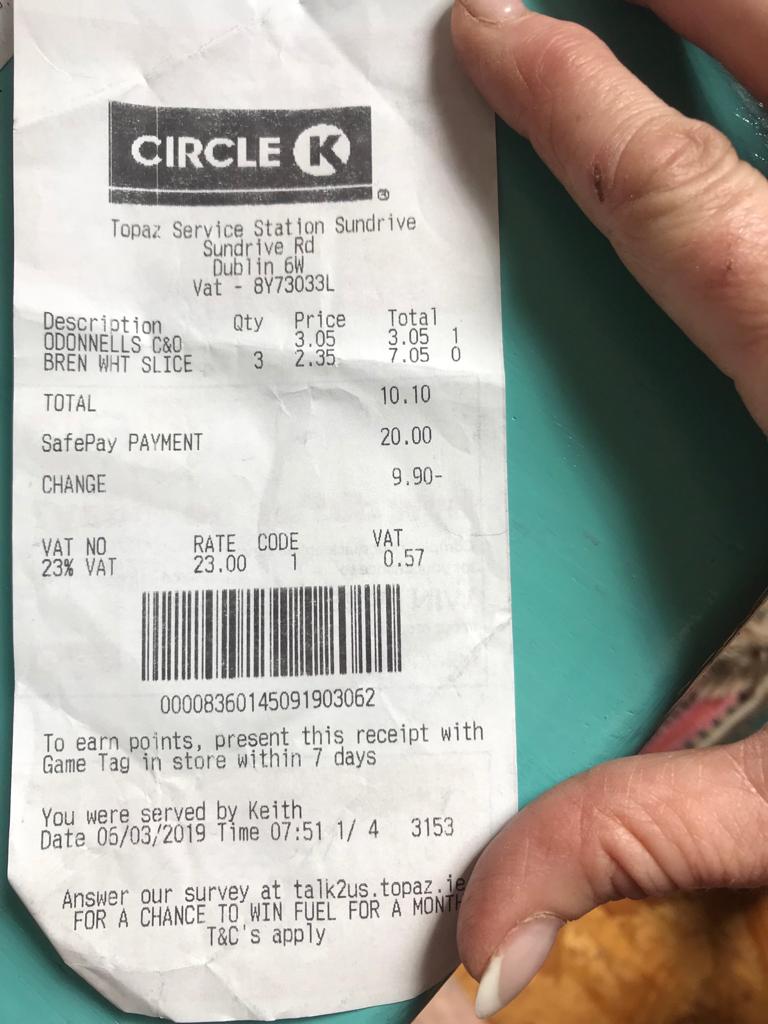 CIRCLE K
Topaz Service Station Sundrive
Sundrive Rd
Dublin 6W
Vat - 8Y73033L
Description Qty Price Total
ODONNELLS C&O 3.05 3.05 1
BREN WHT SLICE 3 2.35 7.05 0
TOTAL 10.10
SafePay PAYMENT 20.00
CHANGE 9.90-
VAT NO RATE CODE VAT
23% VAT 23.00 1 0.57
00008360145091903062
To earn points, present this receipt with
Game Tag in store within 7 days
You were served by Keith
Date 06/03/2019 Time 07:51 1/ 4 3153
Answer our survey at talk2us.topaz.ie
FOR A CHANCE TO WIN FUEL FOR A MONTH
T&C's apply